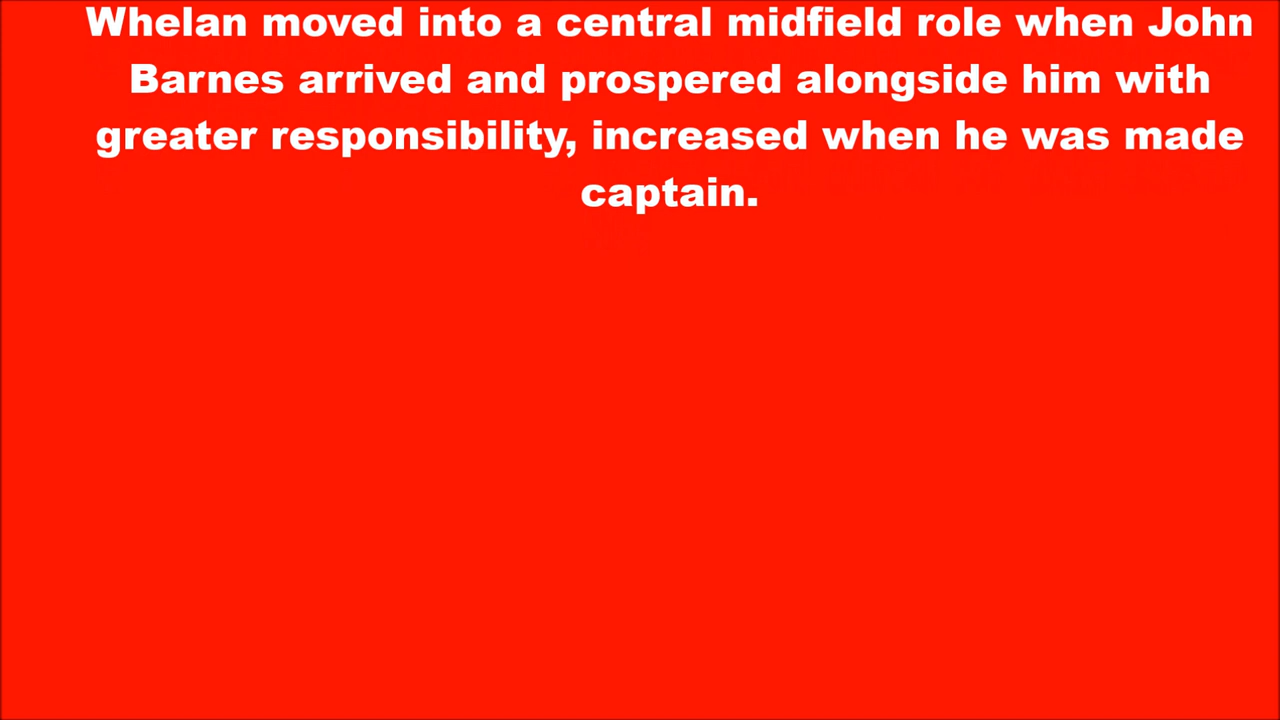 Whelan moved into a central midfield role when John
Barnes arrived and prospered alongside him with
greater responsibility, increased when he was made
captain.